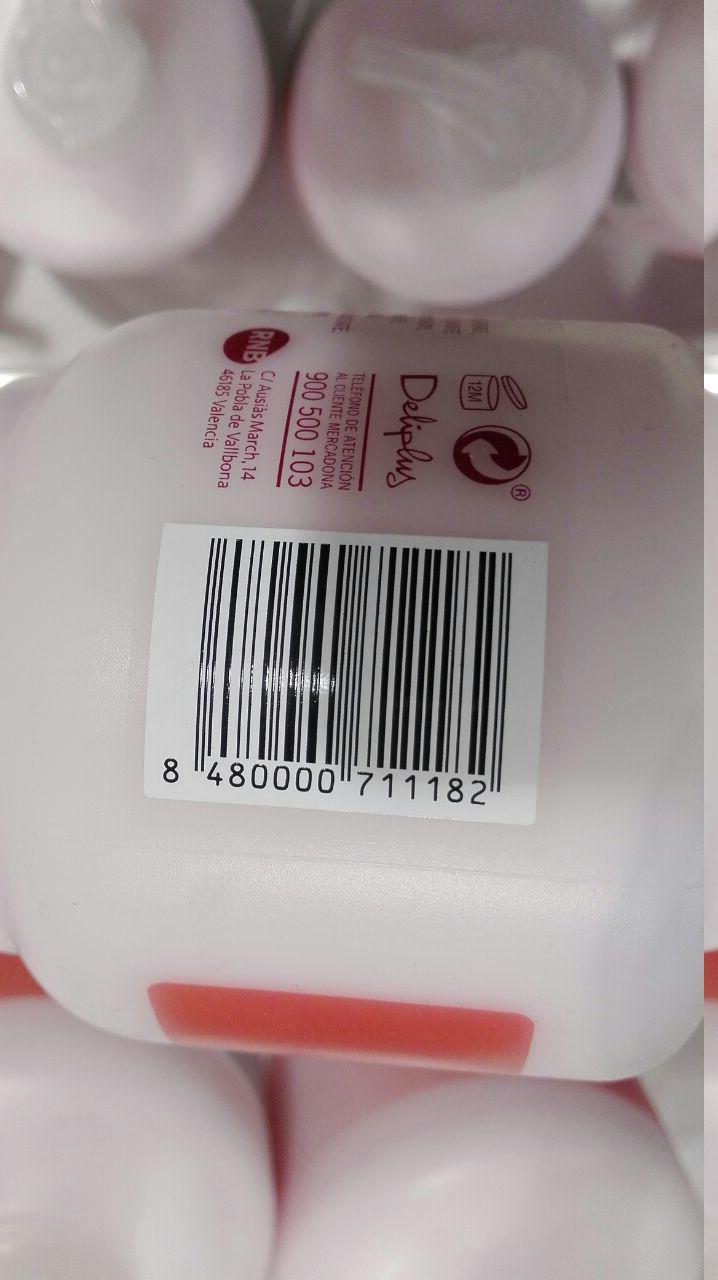 12M
®
Deliplus
TELÉFONO DE ATENCIÓN
AL CLIENTE MERCADONA
900 500 103
RNB
C/ Ausiàs March, 14
La Pobla de Vallbona
46185 Valencia
8 480000 711182